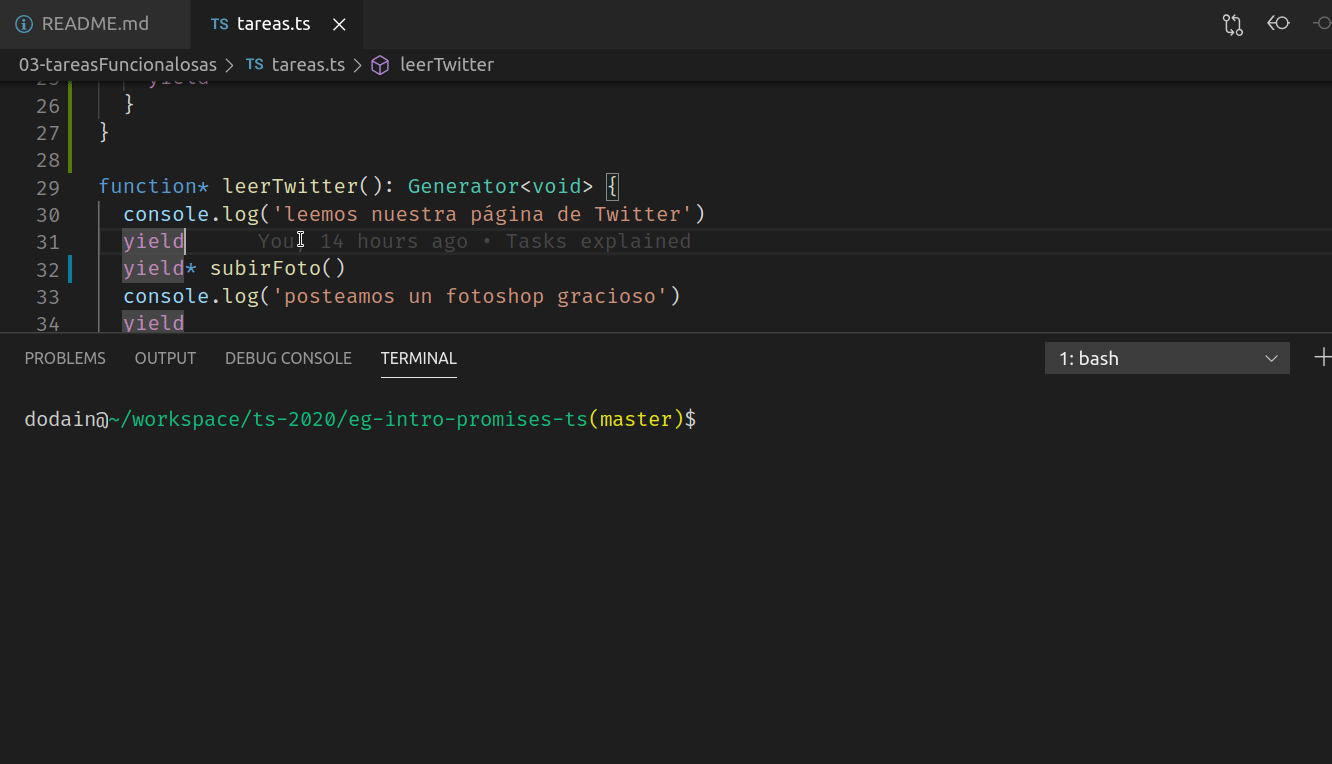 README.md TS tareas.ts
03-tareasFuncionalosas > TS tareas.ts > leerTwitter
25 yield
26 }
27 }
28
29 function* leerTwitter(): Generator<void> {
30 console.log('leemos nuestra página de Twitter')
31 yield You, 14 hours ago • Tasks explained
32 yield* subirFoto()
33 console.log('posteamos un fotoshop gracioso')
34 yield
PROBLEMS OUTPUT DEBUG CONSOLE TERMINAL 1: bash
dodain@~/workspace/ts-2020/eg-intro-promises-ts(master)$